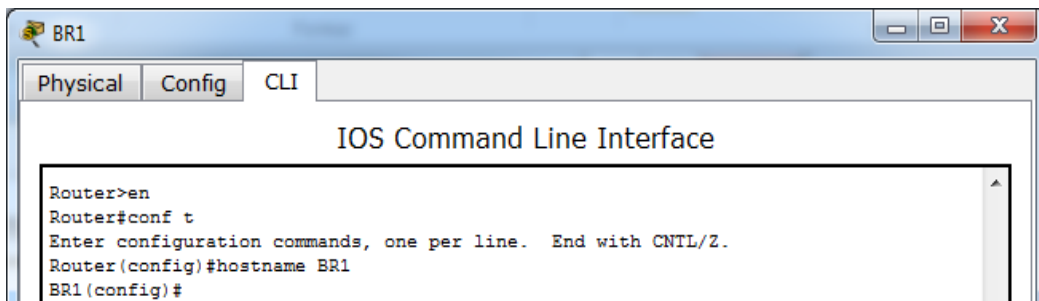 BR1
Physical Config CLI
IOS Command Line Interface
Router>en
Router#conf t
Enter configuration commands, one per line.  End with CNTL/Z.
Router(config)#hostname BR1
BR1(config)#